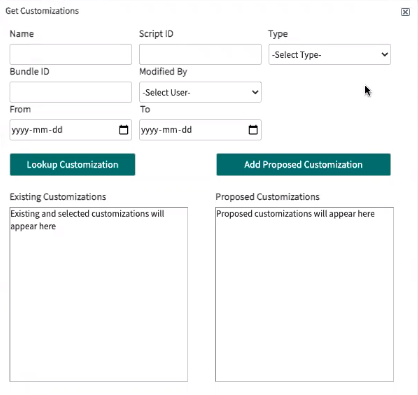 Get Customizations
Name Script ID Type
-Select Type-
Bundle ID Modified By
-Select User-
From To
yyyy-mm-dd yyyy-mm-dd
Lookup Customization Add Proposed Customization
Existing Customizations Proposed Customizations
Existing and selected customizations will
appear here
Proposed customizations will appear here